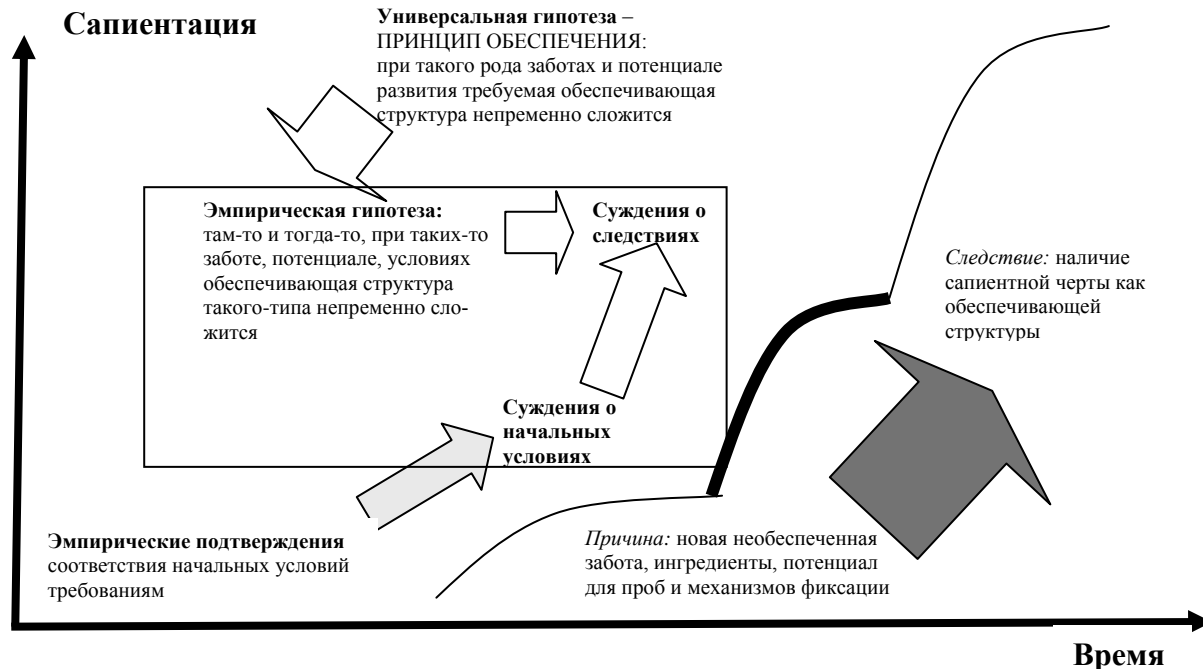 Сапиентация
Универсальная гипотеза –
ПРИНЦИП ОБЕСПЕЧЕНИЯ:
при такого рода заботах и потенциале
развития требуемая обеспечивающая
структура непременно сложится
Эмпирическая гипотеза:
там-то и тогда-то, при таких-то
заботе, потенциале, условиях
обеспечивающая структура
такого-типа непременно сло-
жится
Суждения о
следствиях
Следствие: наличие
сапиентной черты как
обеспечивающей
структуры
Суждения о
начальных
условиях
Эмпирические подтверждения
соответствия начальных условий
требованиям
Причина: новая необеспеченная
забота, ингредиенты, потенциал
для проб и механизмов фиксации
Время